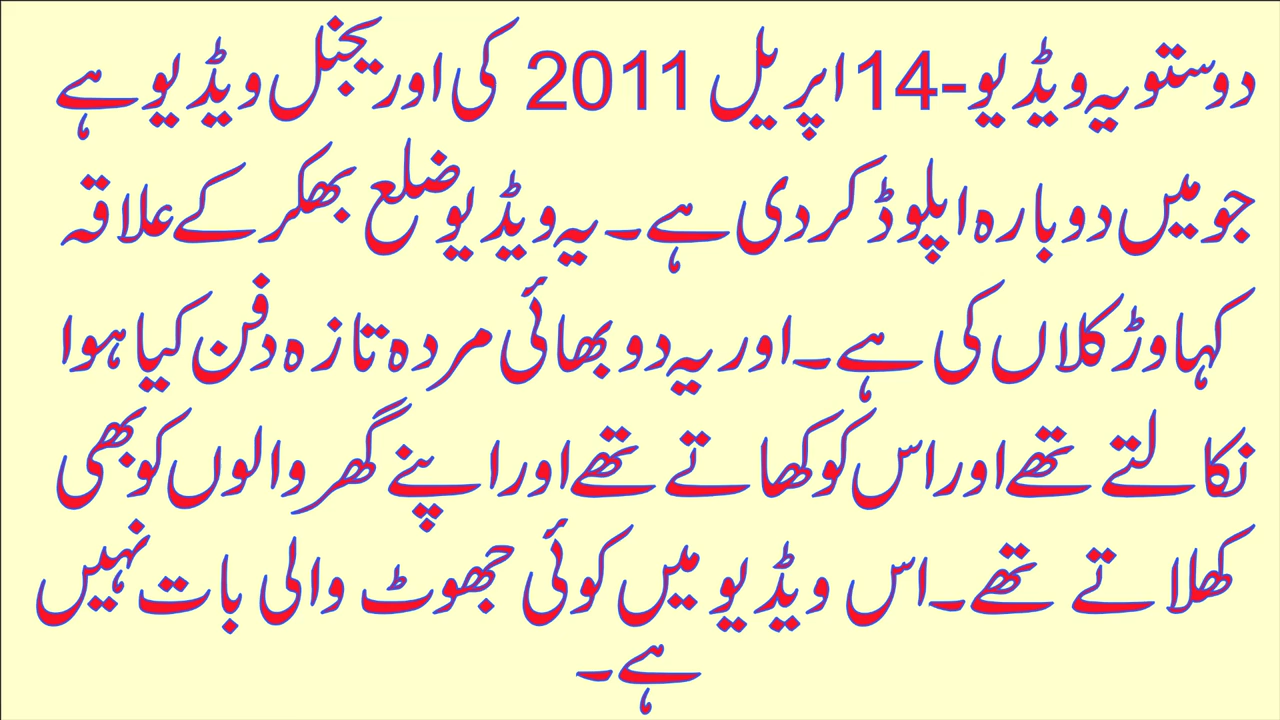 دوستو یہ ویڈیو-14 اپریل 2011 کی اوریجنل ویڈیو ہے
جو میں دوبارہ اپلوڈ کردی ہے۔ یہ ویڈیو ضلع بھکر کے علاقہ
کہاوڑ کلاں کی ہے۔ اور یہ دو بھائی مردہ تازہ دفن کیا ہوا
نکالتے تھے اور اس کو کھاتے تھے اور اپنے گھر والوں کو بھی
کھلاتے تھے۔ اس ویڈیو میں کوئی جھوٹ والی بات نہیں
ہے۔